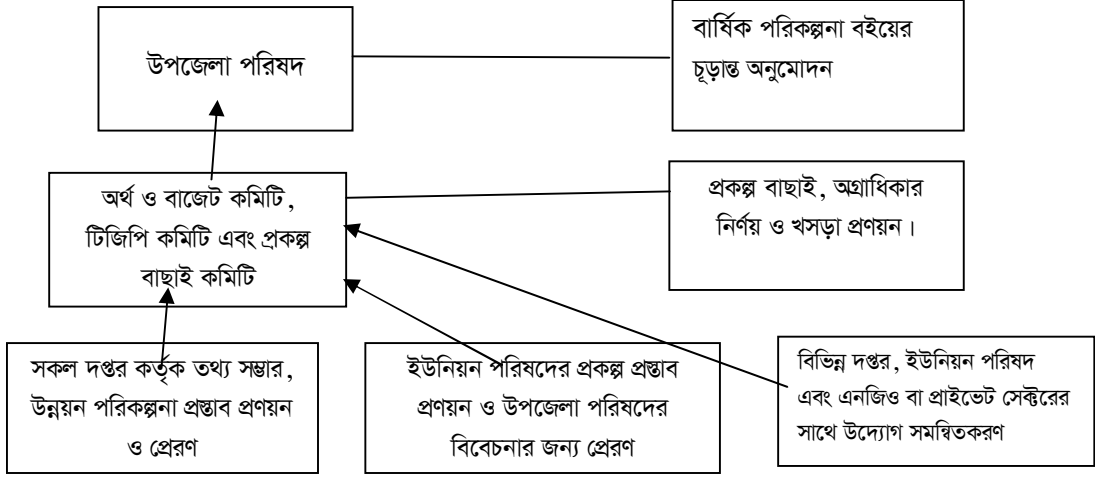 উপজেলা পরিষদ
বার্ষিক পরিকল্পনা বইয়ের
চূড়ান্ত অনুমোদন
অর্থ ও বাজেট কমিটি,
টিজিপি কমিটি এবং প্রকল্প
বাছাই কমিটি
প্রকল্প বাছাই, অগ্রাধিকার
নির্ণয় ও খসড়া প্রণয়ন।
সকল দপ্তর কর্তৃক তথ্য সম্ভার,
উন্নয়ন পরিকল্পনা প্রস্তাব প্রণয়ন
ও প্রেরণ
ইউনিয়ন পরিষদের প্রকল্প প্রস্তাব
প্রণয়ন ও উপজেলা পরিষদের
বিবেচনার জন্য প্রেরণ
বিভিন্ন দপ্তর, ইউনিয়ন পরিষদ
এবং এনজিও বা প্রাইভেট সেক্টরের
সাথে উদ্যোগ সমন্বিতকরণ